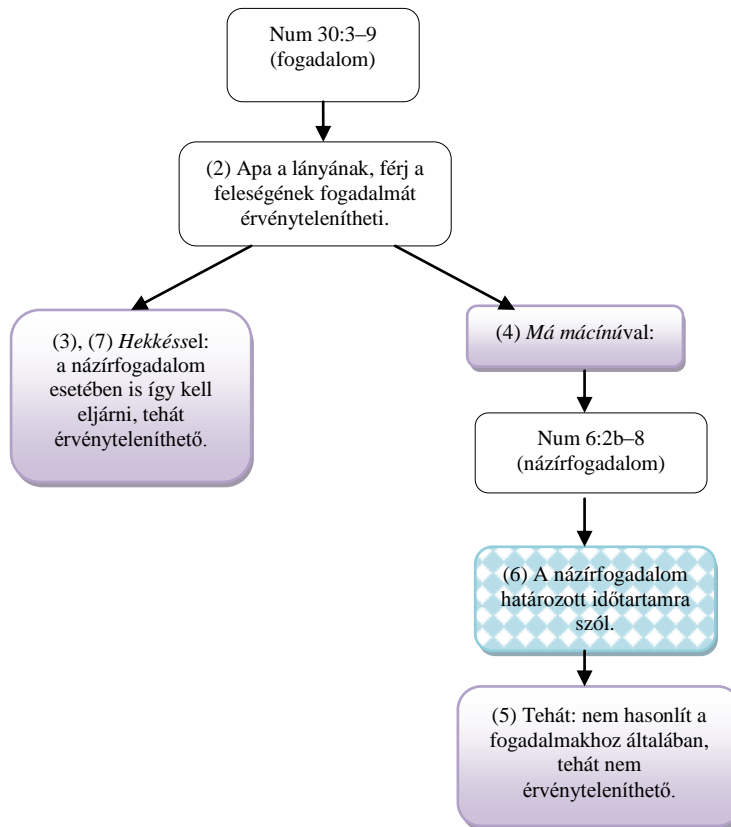 Num 30:3–9
(fogadalom)
(2) Apa a lányának, férj a
feleségének fogadalmát
érvénytelenítheti.
(3), (7) Hekkéssel:
a názírfogadalom
esetében is így kell
eljárni, tehát
érvényteleníthető.
(4) Má mácínúval:
Num 6:2b–8
(názírfogadalom)
(6) A názírfogadalom
határozott időtartamra
szól.
(5) Tehát: nem hasonlít a
fogadalmakhoz általában,
tehát nem
érvényteleníthető.